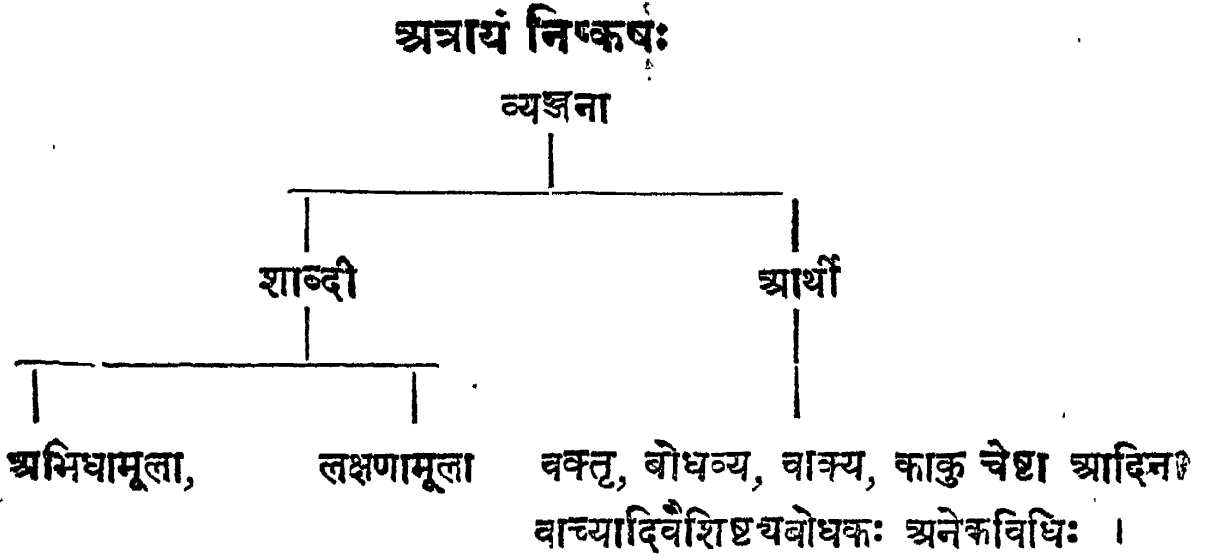 अत्रायं निष्कर्षः
व्यञ्जना
शाब्दी आर्थी
अभिधामूला, लक्षणामूला वक्तृ, बोधव्य, वाक्य, काकु चेष्टा आदिना
वाच्यादिवैशिष्ट्यबोधकः अनेकविधिः ।